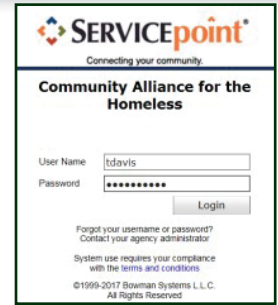 SERVICEpoint®
Connecting your community.
Community Alliance for the
Homeless
User Name tdavis
Password ••••••••••
Login
Forgot your username or password?
Contact your agency administrator
System use requires your compliance
with the terms and conditions
©1999-2017 Bowman Systems L.L.C.
All Rights Reserved